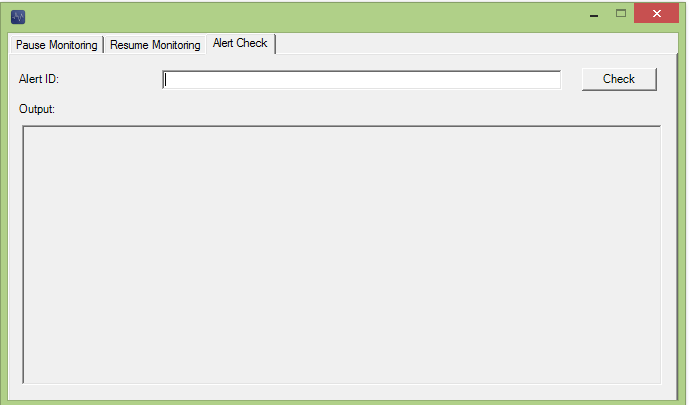 Pause Monitoring Resume Monitoring Alert Check
Alert ID: Check
Output: